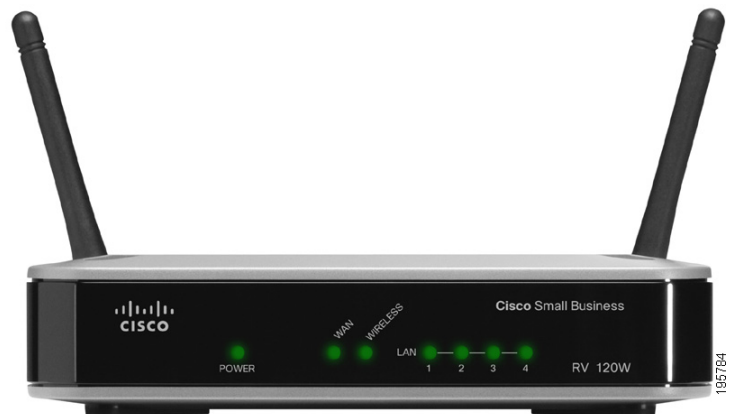 CISCO
Cisco Small Business
WAN
WIRELESS
POWER
LAN
1 2 3 4
RV 120W
195784